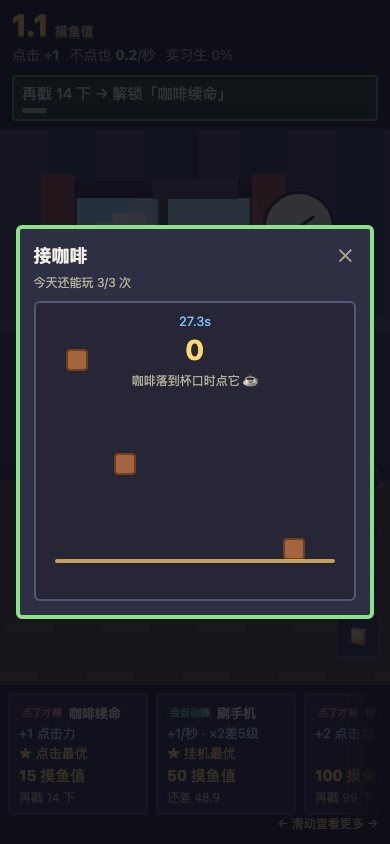 1.1 摸鱼值
点击 +1 不点也 0.2/秒 实习生 0%
再戳 14 下 → 解锁「咖啡续命」
接咖啡
今天还能玩 3/3 次
27.3s
0
咖啡落到杯口时点它 ☕
点了才赚 咖啡续命
+1 点击力
★ 点击最优
15 摸鱼值
再戳 14 下
会自动赚 刷手机
+1/秒 · ×2差5级
★ 挂机最优
50 摸鱼值
还差 48.9
点了才赚
+2 点击力
100 摸鱼
再戳 99 下
← 滑动查看更多 →